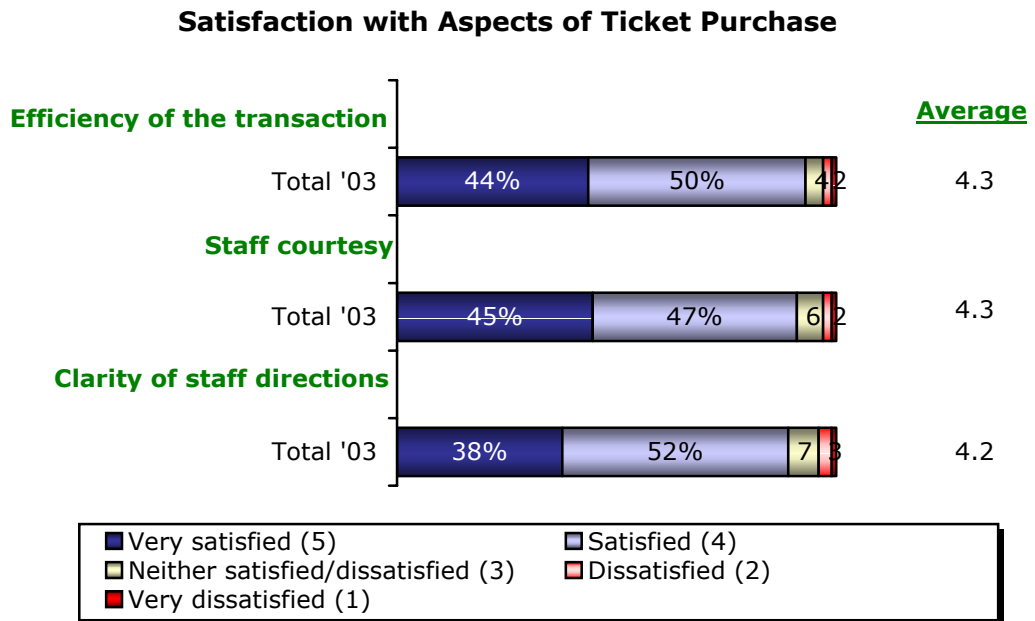 Satisfaction with Aspects of Ticket Purchase
Efficiency of the transaction
Average
Total '03 44% 50% 4 2 4.3
Staff courtesy
Total '03 45% 47% 6 2 4.3
Clarity of staff directions
Total '03 38% 52% 7 3 4.2
Very satisfied (5) Satisfied (4)
Neither satisfied/dissatisfied (3) Dissatisfied (2)
Very dissatisfied (1)